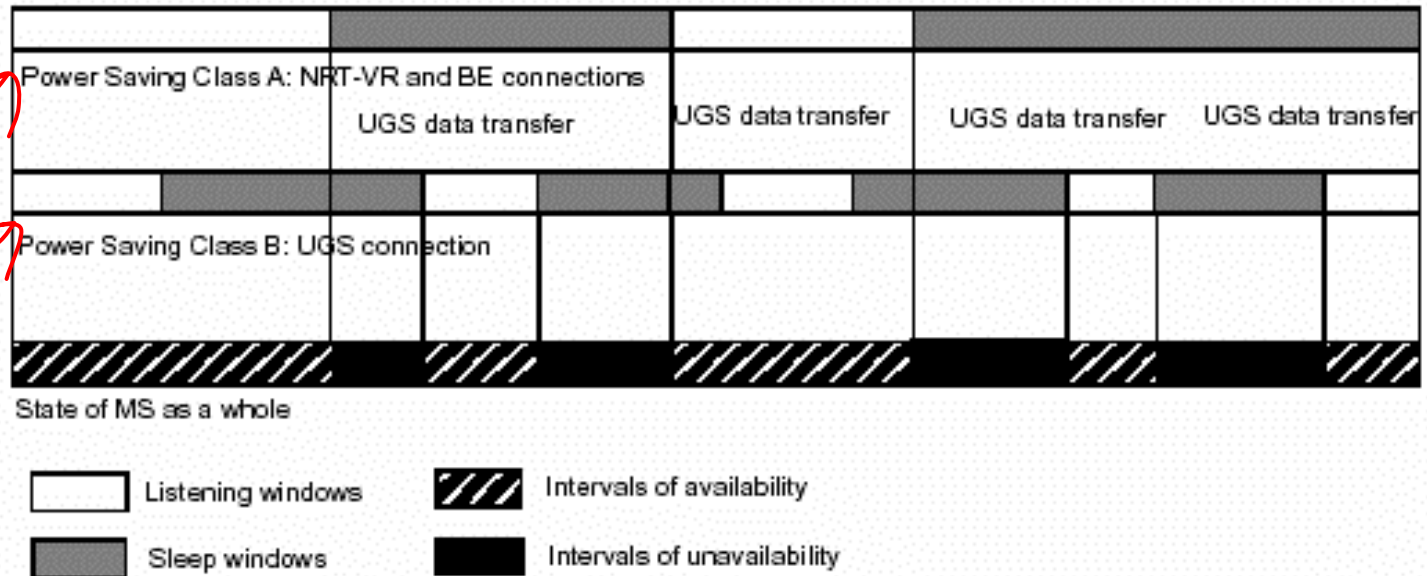 Power Saving Class A: NRT-VR and BE connections
UGS data transfer
UGS data transfer
UGS data transfer
UGS data transfer
Power Saving Class B: UGS connection
State of MS as a whole
Listening windows
Intervals of availability
Sleep windows
Intervals of unavailability